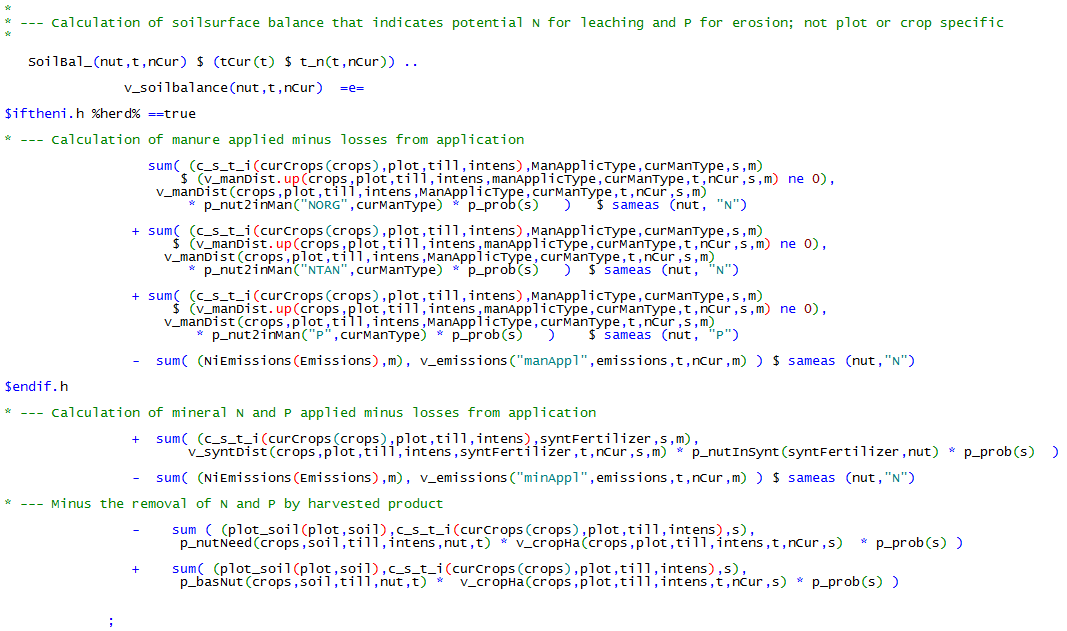 *
* --- Calculation of soilsurface balance that indicates potential N for leaching and P for erosion; not plot or crop specific
*
SoilBal_(nut,t,nCur) $ (tCur(t) $ t_n(t,nCur)) ..
v_soilbalance(nut,t,nCur) =e=
$iftheni.h %herd% ==true
* --- Calculation of manure applied minus losses from application
sum( (c_s_t_i(curCrops(crops),plot,till,intens),ManApplicType,curManType,s,m)
$ (v_manDist.up(crops,plot,till,intens,manApplicType,curManType,t,nCur,s,m) ne 0),
v_manDist(crops,plot,till,intens,ManApplicType,curManType,t,nCur,s,m)
* p_nut2inMan("NORG",curManType) * p_prob(s) ) $ sameas (nut, "N")
+ sum( (c_s_t_i(curCrops(crops),plot,till,intens),ManApplicType,curManType,s,m)
$ (v_manDist.up(crops,plot,till,intens,manApplicType,curManType,t,nCur,s,m) ne 0),
v_manDist(crops,plot,till,intens,ManApplicType,curManType,t,nCur,s,m)
* p_nut2inMan("NTAN",curManType) * p_prob(s) ) $ sameas (nut, "N")
+ sum( (c_s_t_i(curCrops(crops),plot,till,intens),ManApplicType,curManType,s,m)
$ (v_manDist.up(crops,plot,till,intens,manApplicType,curManType,t,nCur,s,m) ne 0),
v_manDist(crops,plot,till,intens,ManApplicType,curManType,t,nCur,s,m)
* p_nut2inMan("P",curManType) * p_prob(s) ) $ sameas (nut, "P")
- sum( (NiEmissions(Emissions),m), v_emissions("manAppl",emissions,t,nCur,m) ) $ sameas (nut,"N")
$endif.h
* --- Calculation of mineral N and P applied minus losses from application
+ sum( (c_s_t_i(curCrops(crops),plot,till,intens),syntFertilizer,s,m),
v_syntDist(crops,plot,till,intens,syntFertilizer,t,nCur,s,m) * p_nutInSynt(syntFertilizer,nut) * p_prob(s) )
- sum( (NiEmissions(Emissions),m), v_emissions("minAppl",emissions,t,nCur,m) ) $ sameas (nut,"N")
* --- Minus the removal of N and P by harvested product
- sum ( (plot_soil(plot,soil),c_s_t_i(curCrops(crops),plot,till,intens),s),
p_nutNeed(crops,soil,till,intens,nut,t) * v_cropHa(crops,plot,till,intens,t,nCur,s) * p_prob(s) )
+ sum( (plot_soil(plot,soil),c_s_t_i(curCrops(crops),plot,till,intens),s),
p_basNut(crops,soil,till,nut,t) * v_cropHa(crops,plot,till,intens,t,nCur,s) * p_prob(s) )
;